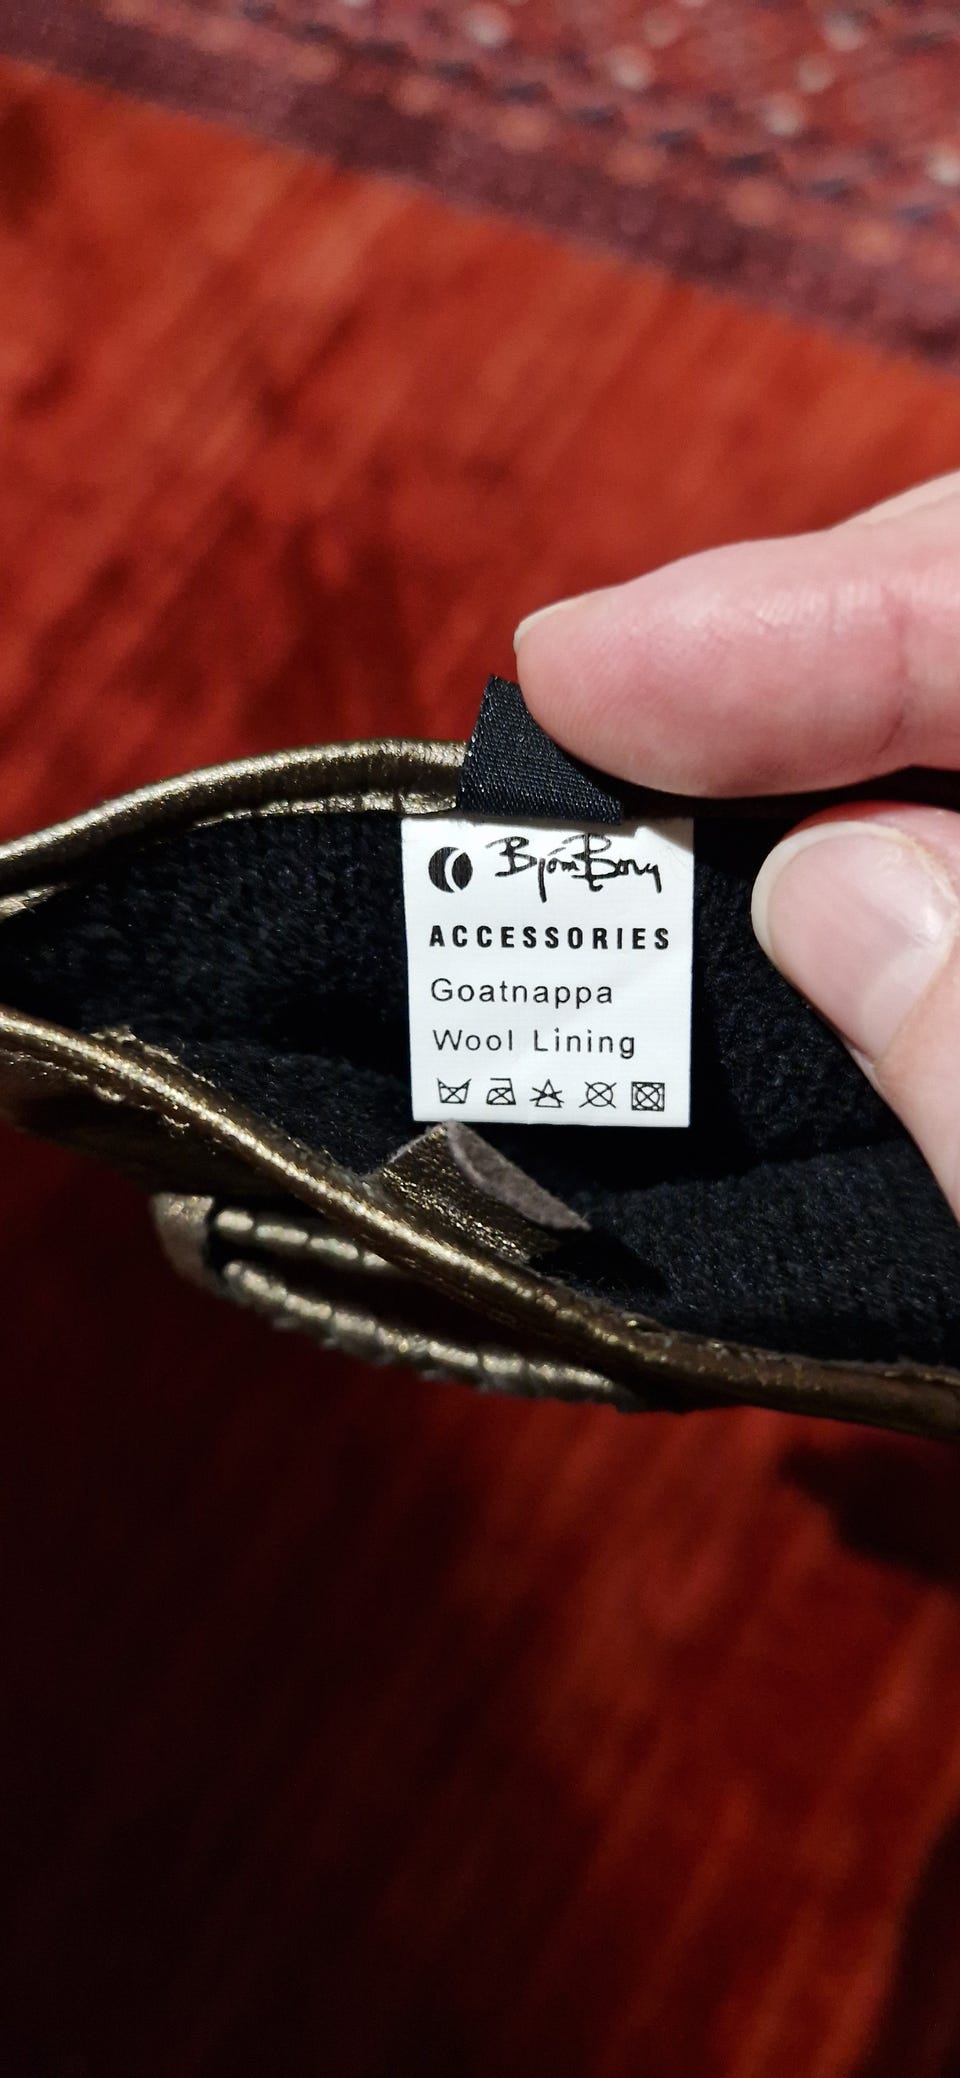 Björn Borg
ACCESSORIES
Goatnappa
Wool Lining